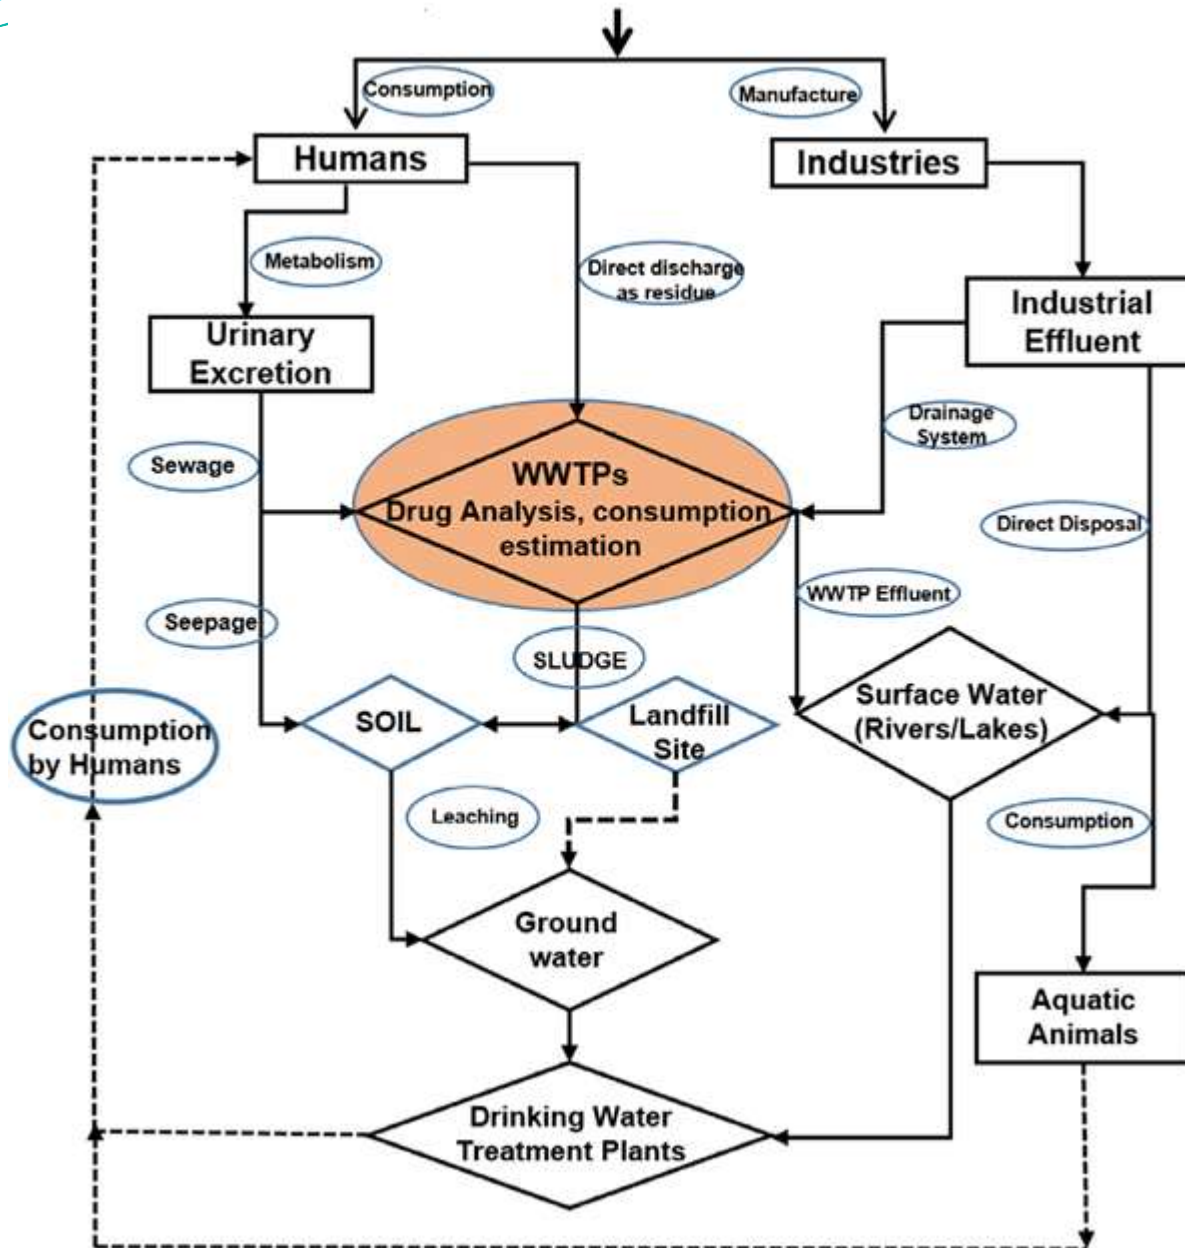 Consumption
Manufacture
Humans
Industries
Metabolism
Direct discharge
as residue
Industrial
Effluent
Urinary
Excretion
Drainage
System
Sewage
WWTPs
Drug Analysis, consumption
estimation
Direct Disposal
WWTP Effluent
Seepage
SLUDGE
SOIL
Landfill
Site
Surface Water
(Rivers/Lakes)
Consumption
by Humans
Leaching
Consumption
Ground
water
Aquatic
Animals
Drinking Water
Treatment Plants